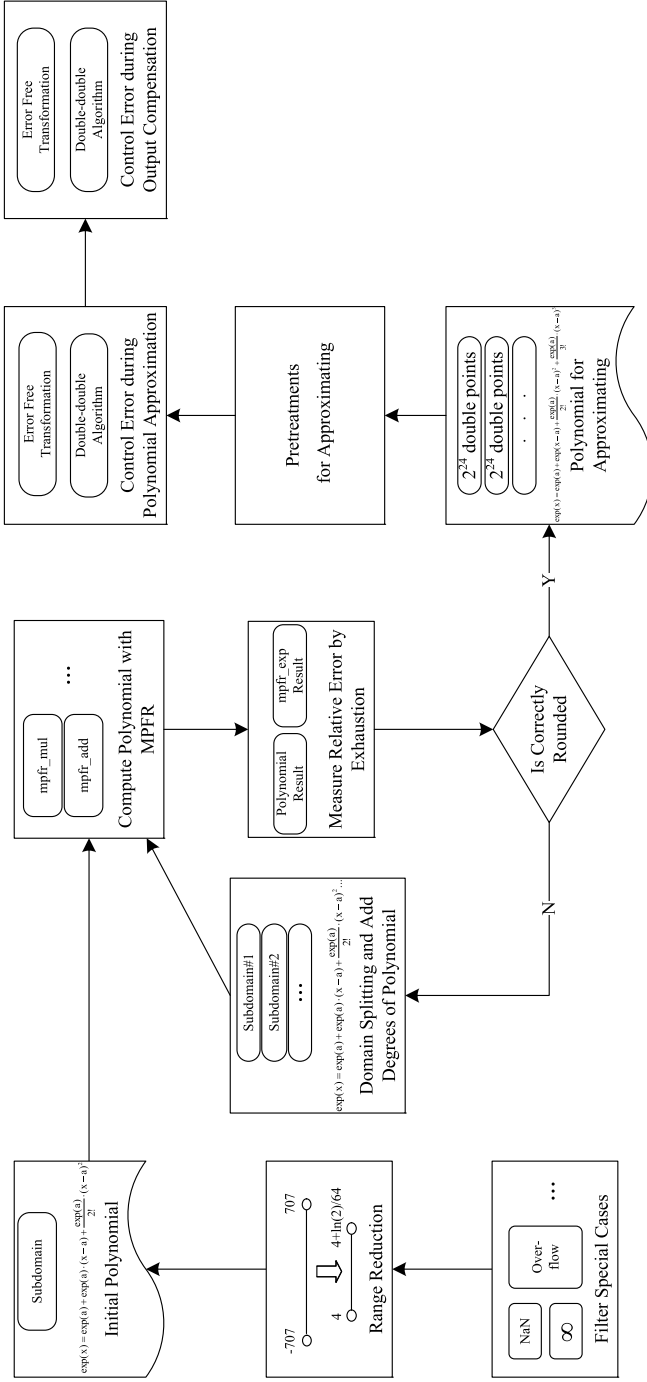 NaN
∞
Over-
flow
...
Filter Special Cases
-707
707
4
4+ln(2)/64
Range Reduction
Subdomain
exp(x) = exp(a) + exp(a)·(x−a) + exp(a)/2!·(x−a)²
Initial Polynomial
mpfr_mul
mpfr_add
...
Compute Polynomial with
MPFR
Subdomain#1
Subdomain#2
...
exp(x) = exp(a) + exp(a)·(x−a) + exp(a)/2!·(x−a)²...
Domain Splitting and Add
Degrees of Polynomial
Polynomial
Result
mpfr_exp
Result
Measure Relative Error by
Exhaustion
Is Correctly
Rounded
N
Y
2²⁴ double points
2²⁴ double points
. . .
exp(x) = exp(a) + exp(x−a) + exp(a)/2!·(x−a)² + exp(a)/3!·(x−a)³
Polynomial for
Approximating
Pretreatments
for Approximating
Error Free
Transformation
Double-double
Algorithm
Control Error during
Polynomial Approximation
Error Free
Transformation
Double-double
Algorithm
Control Error during
Output Compensation